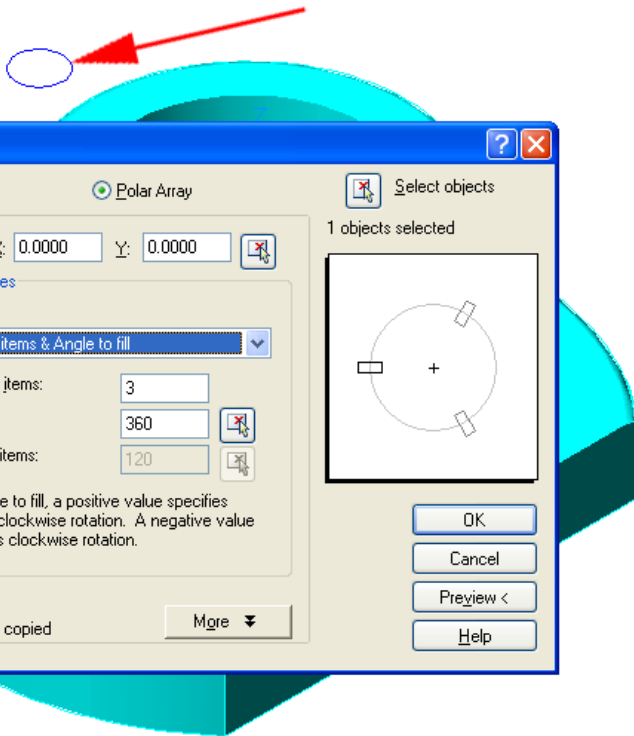 Z
Polar Array
Select objects
1 objects selected
X: 0.0000 Y: 0.0000
items & Angle to fill
items: 3
360
items: 120
to fill, a positive value specifies
clockwise rotation. A negative value
clockwise rotation.
OK
Cancel
Preview <
copied
More
Help